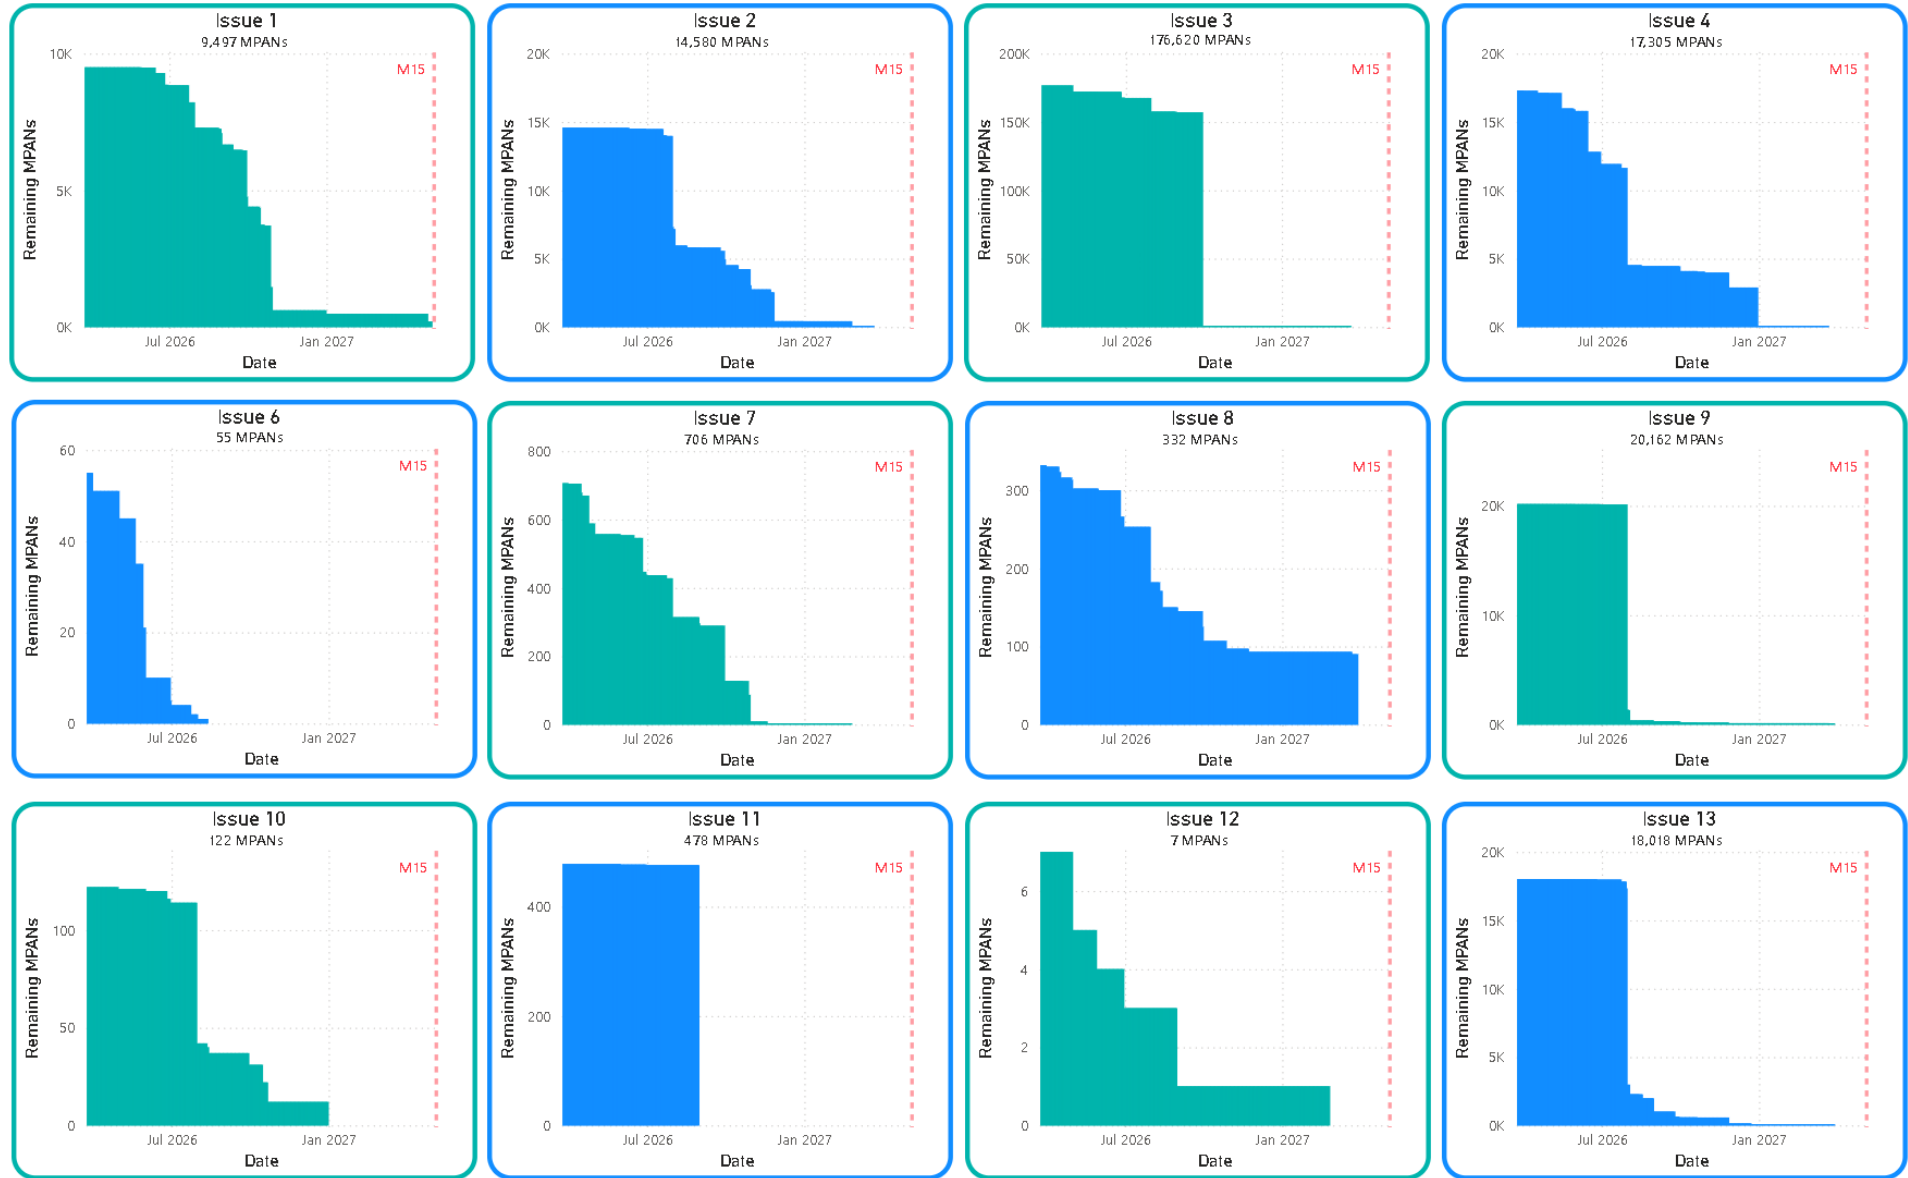 Issue 1
9,497 MPANs
M15
10K
5K
0K
Remaining MPANs
Jul 2026
Jan 2027
Date
Issue 2
14,580 MPANs
M15
20K
15K
10K
5K
0K
Remaining MPANs
Jul 2026
Jan 2027
Date
Issue 3
176,620 MPANs
M15
200K
150K
100K
50K
0K
Remaining MPANs
Jul 2026
Jan 2027
Date
Issue 4
17,305 MPANs
M15
20K
15K
10K
5K
0K
Remaining MPANs
Jul 2026
Jan 2027
Date
Issue 6
55 MPANs
M15
60
40
20
0
Remaining MPANs
Jul 2026
Jan 2027
Date
Issue 7
706 MPANs
M15
800
600
400
200
0
Remaining MPANs
Jul 2026
Jan 2027
Date
Issue 8
332 MPANs
M15
300
200
100
0
Remaining MPANs
Jul 2026
Jan 2027
Date
Issue 9
20,162 MPANs
M15
20K
10K
0K
Remaining MPANs
Jul 2026
Jan 2027
Date
Issue 10
122 MPANs
M15
100
50
0
Remaining MPANs
Jul 2026
Jan 2027
Date
Issue 11
478 MPANs
M15
400
200
0
Remaining MPANs
Jul 2026
Jan 2027
Date
Issue 12
7 MPANs
M15
6
4
2
0
Remaining MPANs
Jul 2026
Jan 2027
Date
Issue 13
18,018 MPANs
M15
20K
15K
10K
5K
0K
Remaining MPANs
Jul 2026
Jan 2027
Date